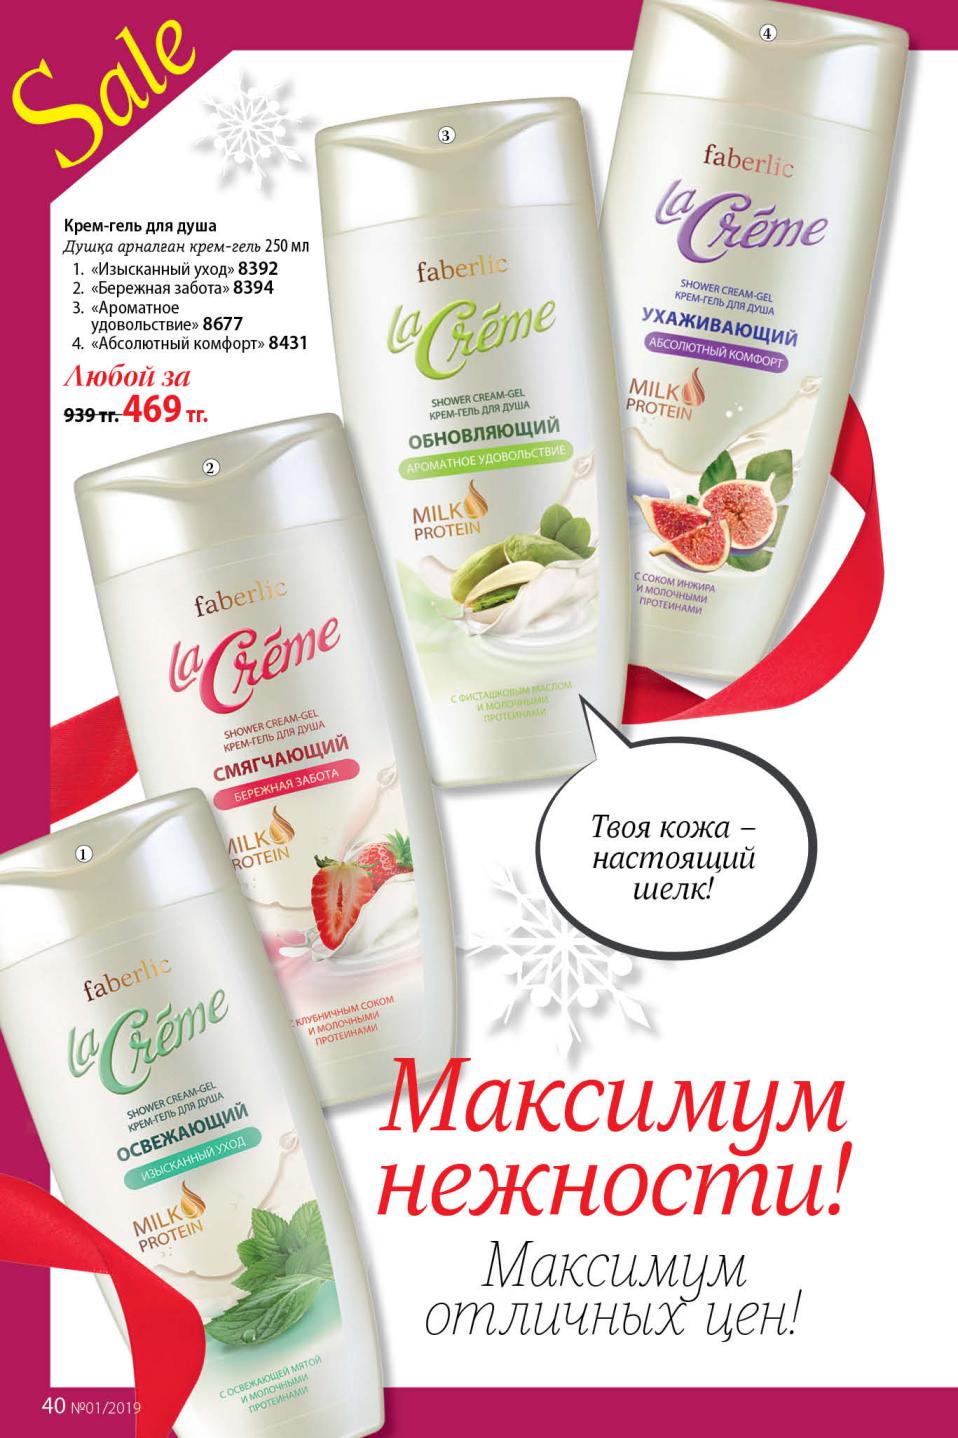 Sale
Крем-гель для душа
Душқа арналған крем-гель 250 мл
1. «Изысканный уход» 8392
2. «Бережная забота» 8394
3. «Ароматное
удовольствие» 8677
4. «Абсолютный комфорт» 8431
Любой за
939 тг. 469 тг.
4
faberlic
La Créme
SHOWER CREAM-GEL
КРЕМ-ГЕЛЬ ДЛЯ ДУША
УХАЖИВАЮЩИЙ
АБСОЛЮТНЫЙ КОМФОРТ
MILK
PROTEIN
С СОКОМ ИНЖИРА
И МОЛОЧНЫМИ
ПРОТЕИНАМИ
3
faberlic
La Créme
SHOWER CREAM-GEL
КРЕМ-ГЕЛЬ ДЛЯ ДУША
ОБНОВЛЯЮЩИЙ
АРОМАТНОЕ УДОВОЛЬСТВИЕ
MILK
PROTEIN
С ФИСТАШКОВЫМ МАСЛОМ
И МОЛОЧНЫМИ
ПРОТЕИНАМИ
2
faberlic
La Créme
SHOWER CREAM-GEL
КРЕМ-ГЕЛЬ ДЛЯ ДУША
СМЯГЧАЮЩИЙ
БЕРЕЖНАЯ ЗАБОТА
MILK
PROTEIN
С КЛУБНИЧНЫМ СОКОМ
И МОЛОЧНЫМИ
ПРОТЕИНАМИ
1
faberlic
La Créme
SHOWER CREAM-GEL
КРЕМ-ГЕЛЬ ДЛЯ ДУША
ОСВЕЖАЮЩИЙ
ИЗЫСКАННЫЙ УХОД
MILK
PROTEIN
С ОСВЕЖАЮЩЕЙ МЯТОЙ
И МОЛОЧНЫМИ
ПРОТЕИНАМИ
Твоя кожа –
настоящий
шелк!
Максимум
нежности!
Максимум
отличных цен!
40 №01/2019